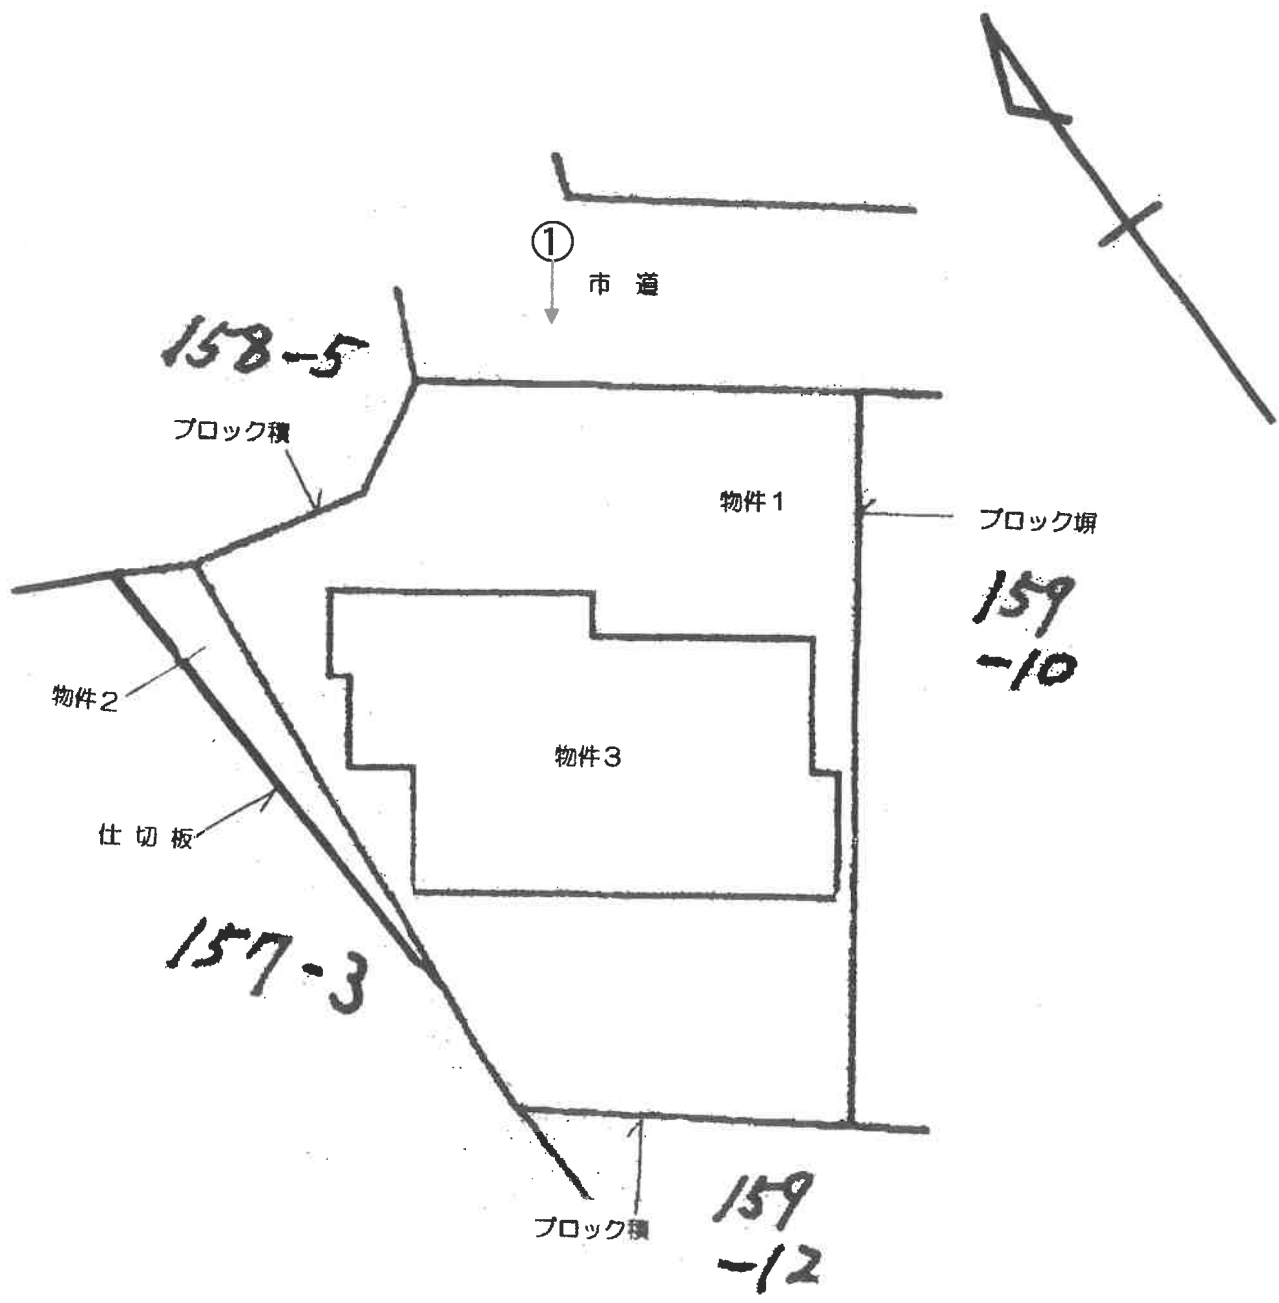 ①
市 道
158-5
ブロック積
物件1
ブロック塀
159
-10
物件2
物件3
仕 切 板
157-3
ブロック積
159
-12